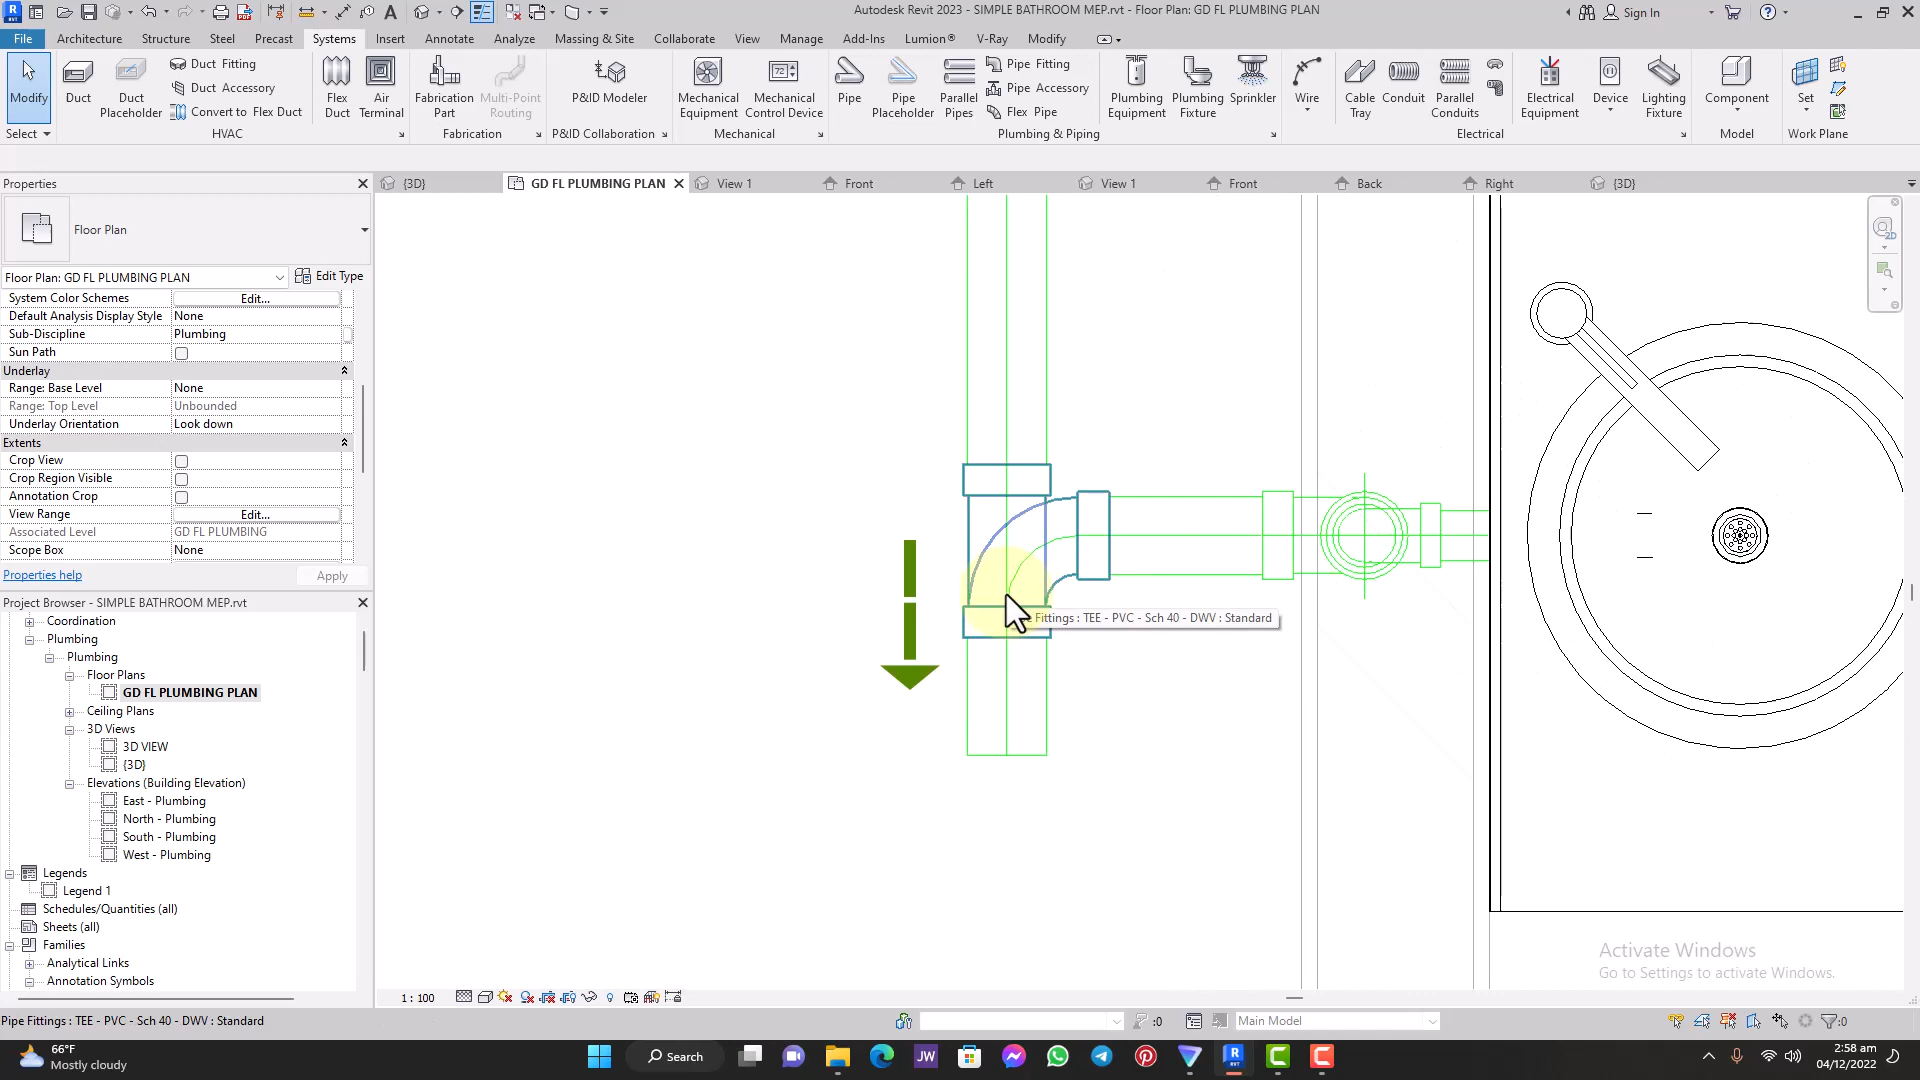 Autodesk Revit 2023 - SIMPLE BATHROOM MEP.rvt - Floor Plan: GD FL PLUMBING PLAN
Sign In
File Architecture Structure Steel Precast Systems Insert Annotate Analyze Massing & Site Collaborate View Manage Add-Ins Lumion® V-Ray Modify
Modify
Select
Duct
Duct Placeholder
Duct Fitting
Duct Accessory
Convert to Flex Duct
HVAC
Flex Duct
Air Terminal
Fabrication Part
Multi-Point Routing
Fabrication
P&ID Modeler
P&ID Collaboration
Mechanical Equipment
Mechanical Control Device
Mechanical
Pipe
Pipe Placeholder
Parallel Pipes
Pipe Fitting
Pipe Accessory
Flex Pipe
Plumbing Equipment
Plumbing Fixture
Sprinkler
Plumbing & Piping
Wire
Cable Tray
Conduit
Parallel Conduits
Electrical Equipment
Device
Lighting Fixture
Electrical
Component
Model
Set
Work Plane
Properties
{3D}
GD FL PLUMBING PLAN
View 1
Front
Left
View 1
Front
Back
Right
{3D}
Floor Plan
Floor Plan: GD FL PLUMBING PLAN
Edit Type
System Color Schemes Edit...
Default Analysis Display Style None
Sub-Discipline Plumbing
Sun Path
Underlay
Range: Base Level None
Range: Top Level Unbounded
Underlay Orientation Look down
Extents
Crop View
Crop Region Visible
Annotation Crop
View Range Edit...
Associated Level GD FL PLUMBING
Scope Box None
Properties help
Apply
Project Browser - SIMPLE BATHROOM MEP.rvt
Coordination
Plumbing
Plumbing
Floor Plans
GD FL PLUMBING PLAN
Ceiling Plans
3D Views
3D VIEW
{3D}
Elevations (Building Elevation)
East - Plumbing
North - Plumbing
South - Plumbing
West - Plumbing
Legends
Legend 1
Schedules/Quantities (all)
Sheets (all)
Families
Analytical Links
Annotation Symbols
Fittings : TEE - PVC - Sch 40 - DWV : Standard
2D
Activate Windows
Go to Settings to activate Windows.
1 : 100
Pipe Fittings : TEE - PVC - Sch 40 - DWV : Standard
:0
Main Model
:0
66°F
Mostly cloudy
Search
JW
2:58 am
04/12/2022